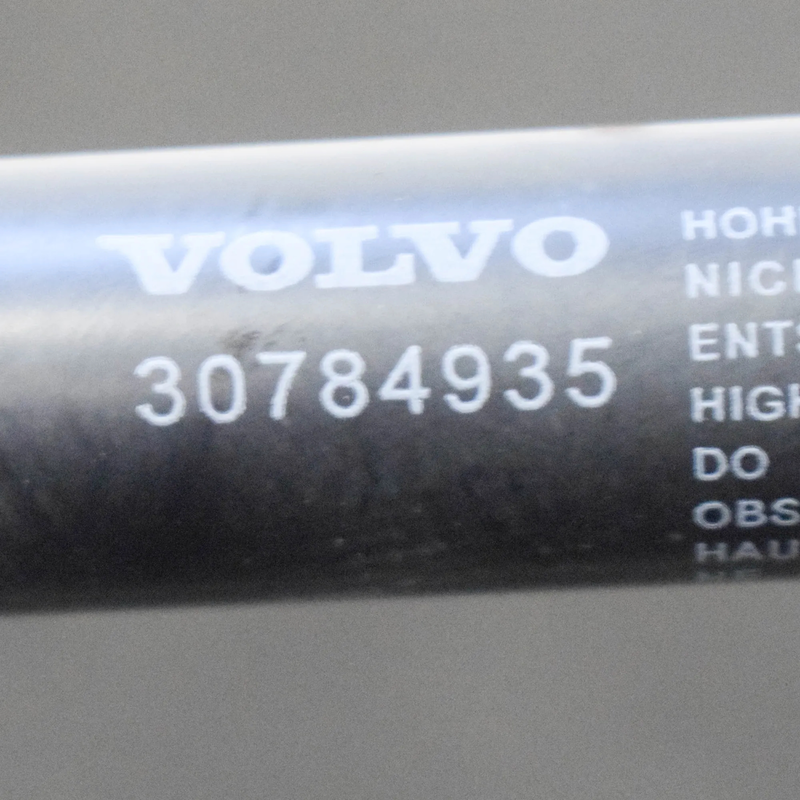 VOLVO
30784935
HOH
NIC
ENTS
HIGH
DO
OBS
HAU